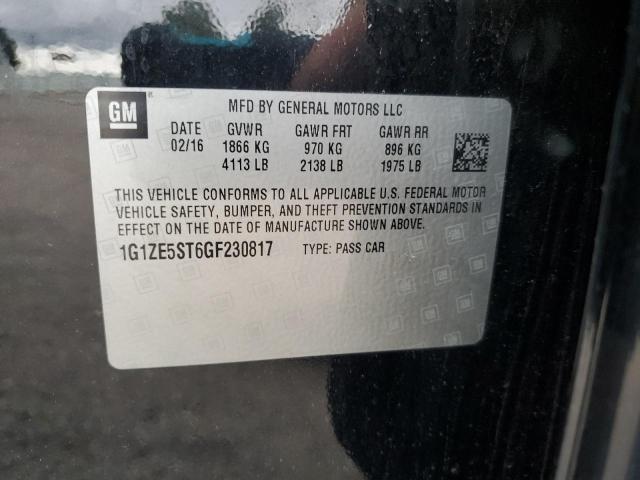 GM
MFD BY GENERAL MOTORS LLC
DATE GVWR GAWR FRT GAWR RR
02/16 1866 KG 970 KG 896 KG
4113 LB 2138 LB 1975 LB
THIS VEHICLE CONFORMS TO ALL APPLICABLE U.S. FEDERAL MOTOR
VEHICLE SAFETY, BUMPER, AND THEFT PREVENTION STANDARDS IN
EFFECT ON THE DATE OF MANUFACTURE SHOWN ABOVE.
1G1ZE5ST6GF230817 TYPE: PASS CAR